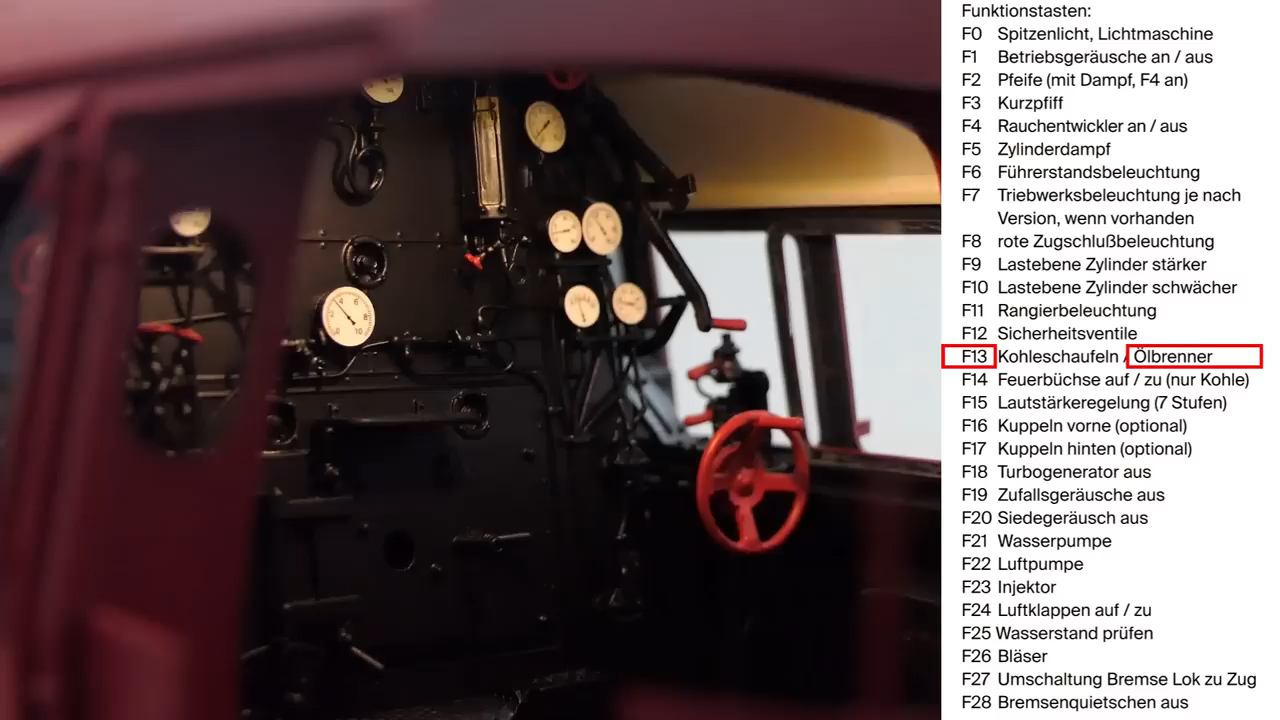 Funktionstasten:
F0 Spitzenlicht, Lichtmaschine
F1 Betriebsgeräusche an / aus
F2 Pfeife (mit Dampf, F4 an)
F3 Kurzpfiff
F4 Rauchentwickler an / aus
F5 Zylinderdampf
F6 Führerstandsbeleuchtung
F7 Triebwerksbeleuchtung je nach
Version, wenn vorhanden
F8 rote Zugschlußbeleuchtung
F9 Lastebene Zylinder stärker
F10 Lastebene Zylinder schwächer
F11 Rangierbeleuchtung
F12 Sicherheitsventile
F13 Kohleschaufeln / Ölbrenner
F14 Feuerbüchse auf / zu (nur Kohle)
F15 Lautstärkeregelung (7 Stufen)
F16 Kuppeln vorne (optional)
F17 Kuppeln hinten (optional)
F18 Turbogenerator aus
F19 Zufallsgeräusche aus
F20 Siedegeräusch aus
F21 Wasserpumpe
F22 Luftpumpe
F23 Injektor
F24 Luftklappen auf / zu
F25 Wasserstand prüfen
F26 Bläser
F27 Umschaltung Bremse Lok zu Zug
F28 Bremsenquietschen aus